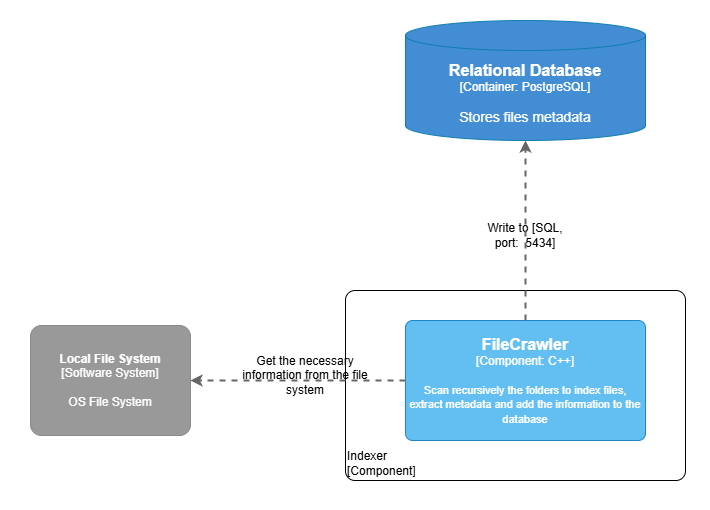 Relational Database
[Container: PostgreSQL]
Stores files metadata
Write to [SQL,
port: 5434]
FileCrawler
[Component: C++]
Scan recursively the folders to index files,
extract metadata and add the information to the
database
Get the necessary
information from the file
system
Local File System
[Software System]
OS File System
Indexer
[Component]